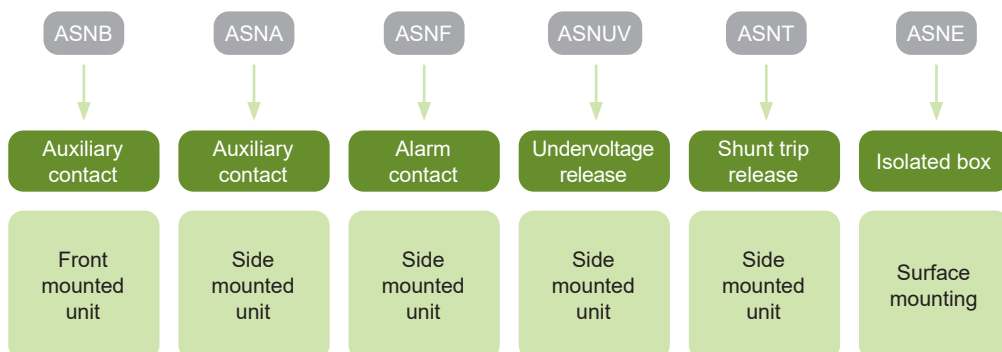 ASNB
ASNA
ASNF
ASNUV
ASNT
ASNE
Auxiliary
contact
Auxiliary
contact
Alarm
contact
Undervoltage
release
Shunt trip
release
Isolated box
Front
mounted
unit
Side
mounted
unit
Side
mounted
unit
Side
mounted
unit
Side
mounted
unit
Surface
mounting